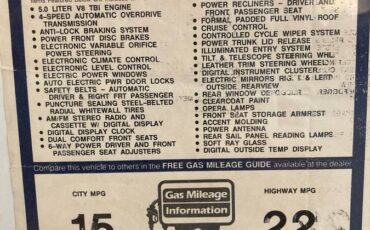 5.0 LITER V8 TBI ENGINE
4-SPEED AUTOMATIC OVERDRIVE
TRANSMISSION
ANTI-LOCK BRAKING SYSTEM
POWER FRONT DISC BRAKES
ELECTRONIC VARIABLE ORIFICE
POWER STEERING
ELECTRONIC CLIMATE CONTROL
ELECTRONIC LEVEL CONTROL
ELECTRIC POWER WINDOWS
AUTO ELECTRIC PWR DOOR LOCKS
SAFETY BELTS - AUTOMATIC
DRIVER & RIGHT FRT PASSENGER
PUNCTURE SEALING STEEL-BELTED
RADIAL WHITEWALL TIRES
AM/FM STEREO RADIO AND
CASSETTE W/ DIGITAL DISPLAY
DIGITAL DISPLAY CLOCK
DUAL COMFORT FRONT SEATS
6-WAY POWER DRIVER AND FRONT
PASSENGER SEAT ADJUSTERS
POWER RECLINERS - DRIVER AND
FRONT PASSENGER SEAT
FORMAL PADDED FULL VINYL ROOF
CRUISE CONTROL
CONTROLLED CYCLE WIPER SYSTEM
POWER TRUNK LID RELEASE
ILLUMINATED ENTRY SYSTEM
TILT & TELESCOPE STEERING WHL
LEATHER TRIM STEERING WHEEL
DIGITAL INSTRUMENT CLUSTER
ELECTRIC MIRRORS RIGHT & LEFT
OUTSIDE REARVIEW
REAR WINDOW DEFOGGER
CLEARCOAT PAINT
OPERA LAMPS
FRONT SEAT STORAGE ARMREST
ACCENT MOLDING
POWER ANTENNA
REAR SAIL PANEL READING LAMPS
SOFT RAY GLASS
DIGITAL OUTSIDE TEMP DISPLAY
Compare this vehicle to others in the FREE GAS MILEAGE GUIDE available at the dealer
CITY MPG
15
Gas Mileage
Information
HIGHWAY MPG